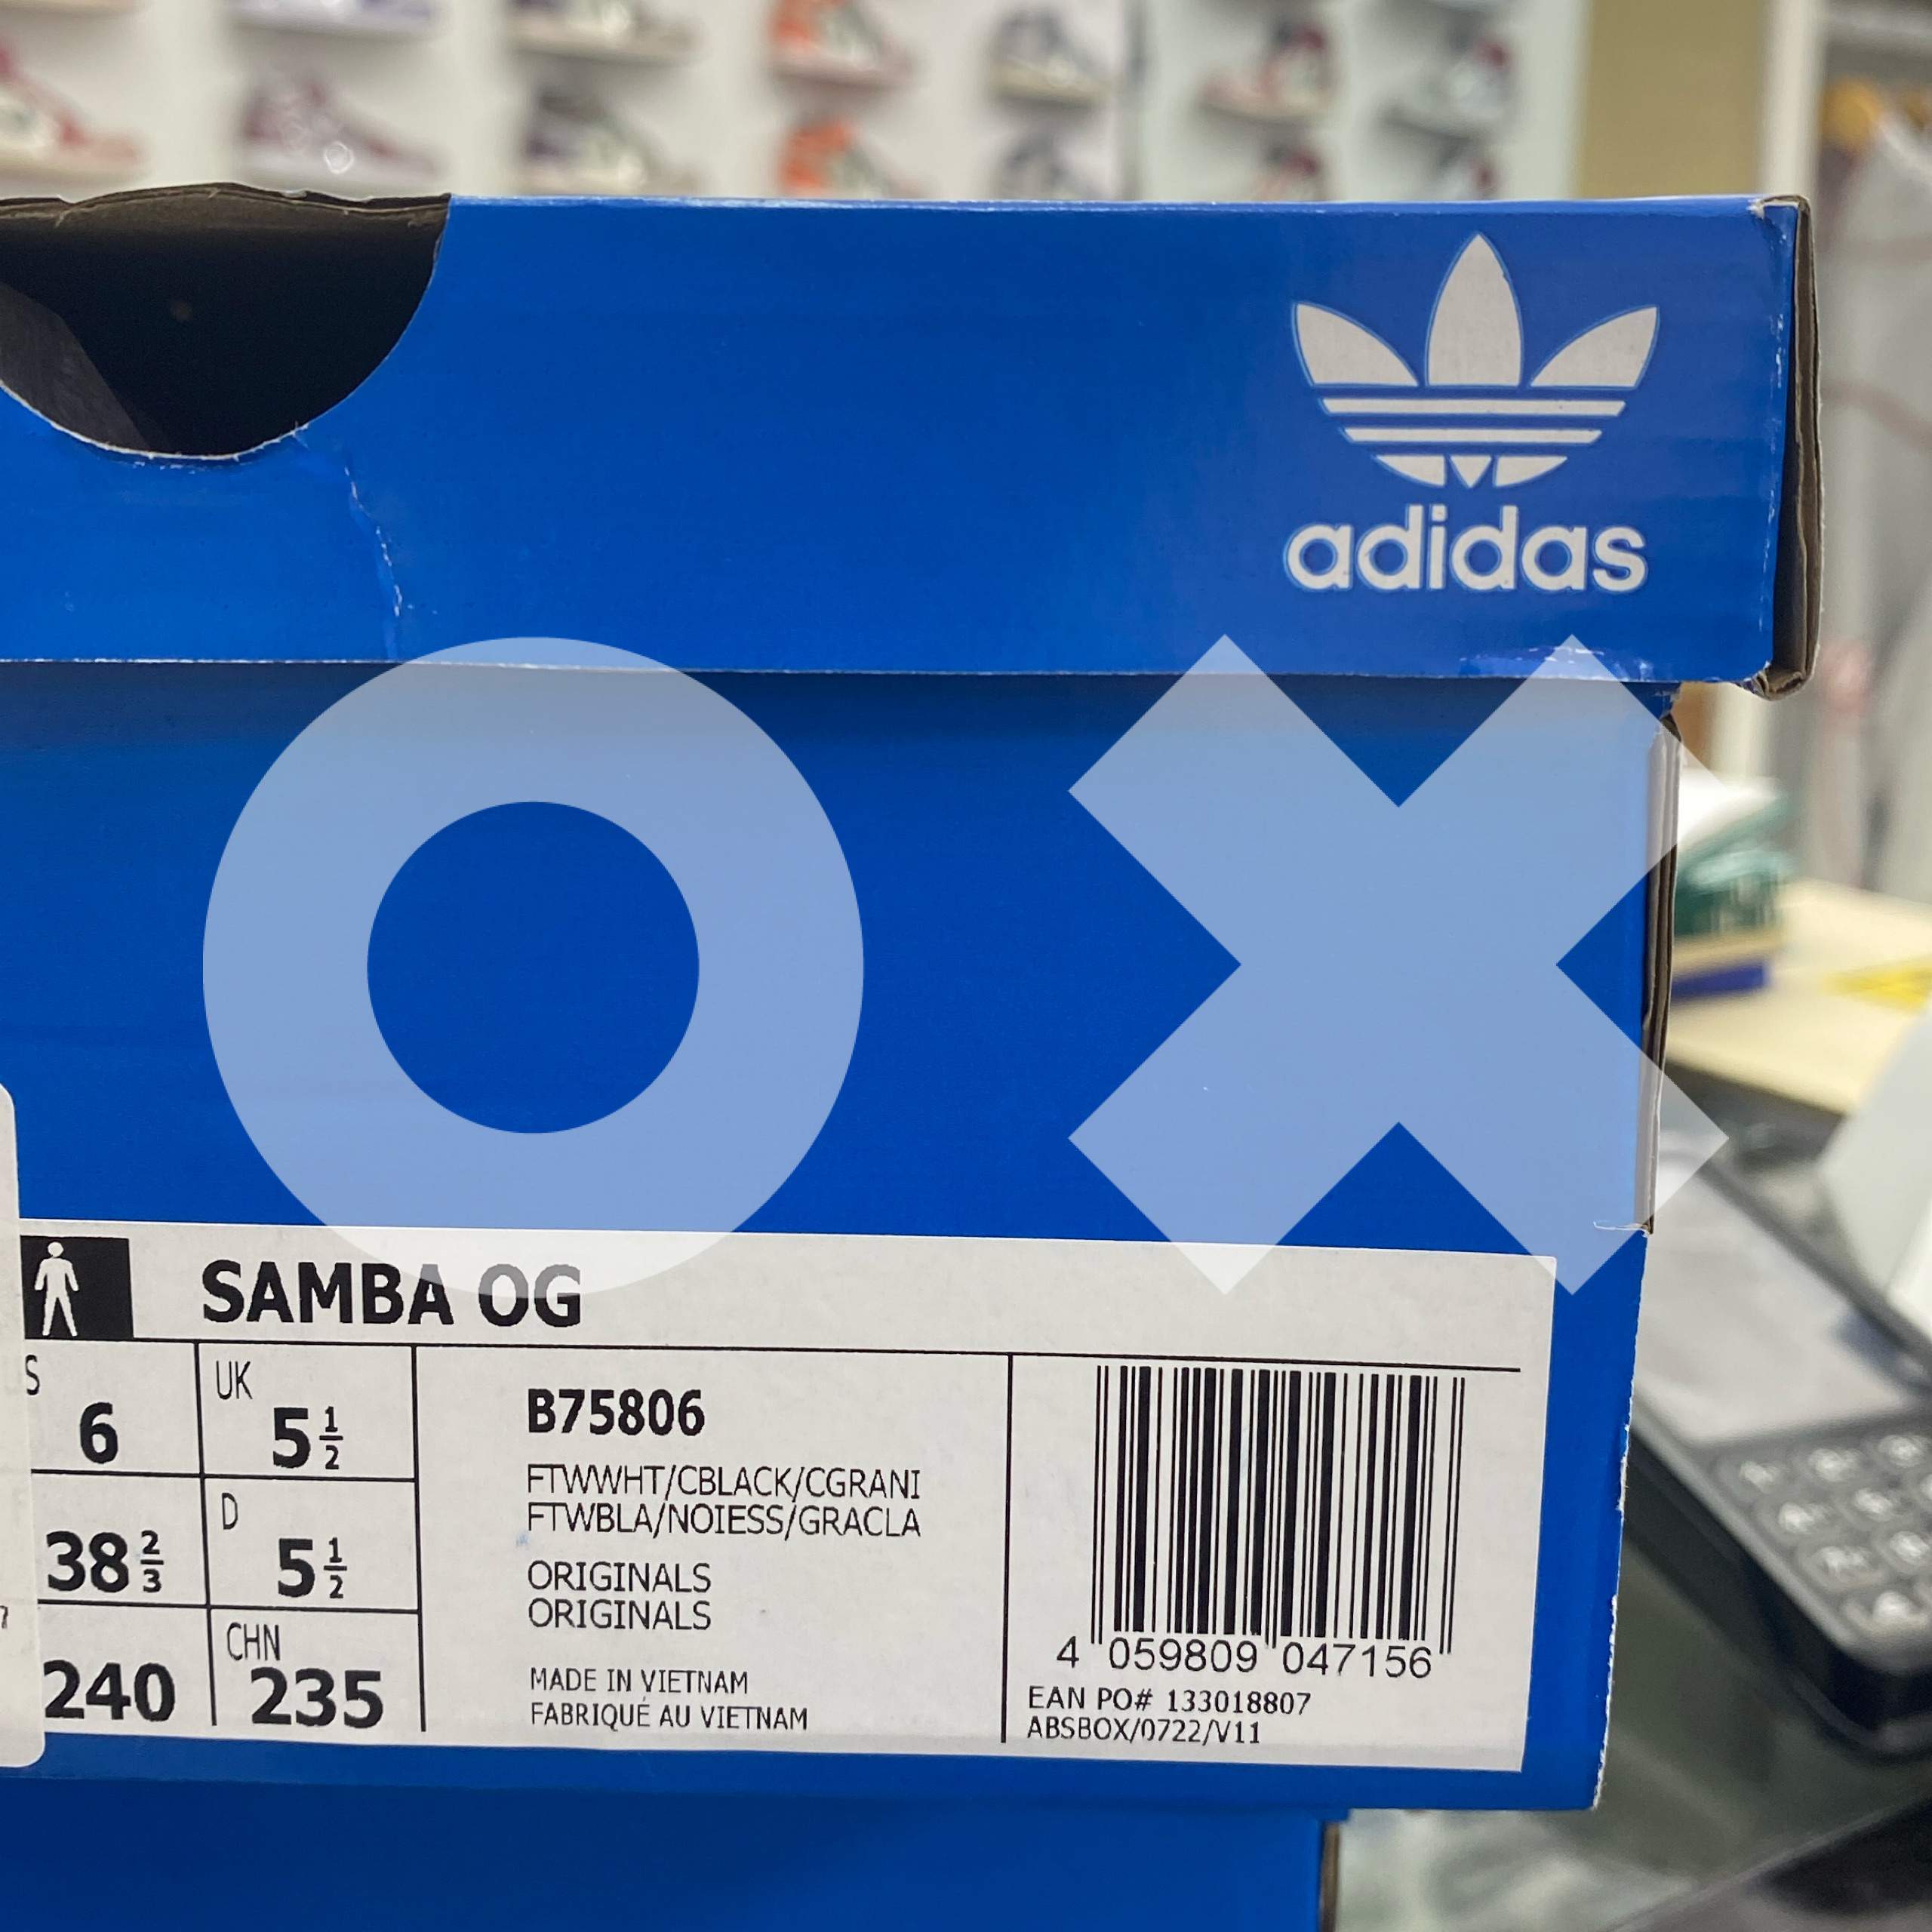 adidas
OX
SAMBA OG
S
6
UK
5 1/2
38 2/3
D
5 1/2
240
CHN
235
B75806
FTWWHT/CBLACK/CGRANI
FTWBLA/NOIESS/GRACLA
ORIGINALS
ORIGINALS
MADE IN VIETNAM
FABRIQUÉ AU VIETNAM
4 059809 047156
EAN PO# 133018807
ABSBOX/0722/V11